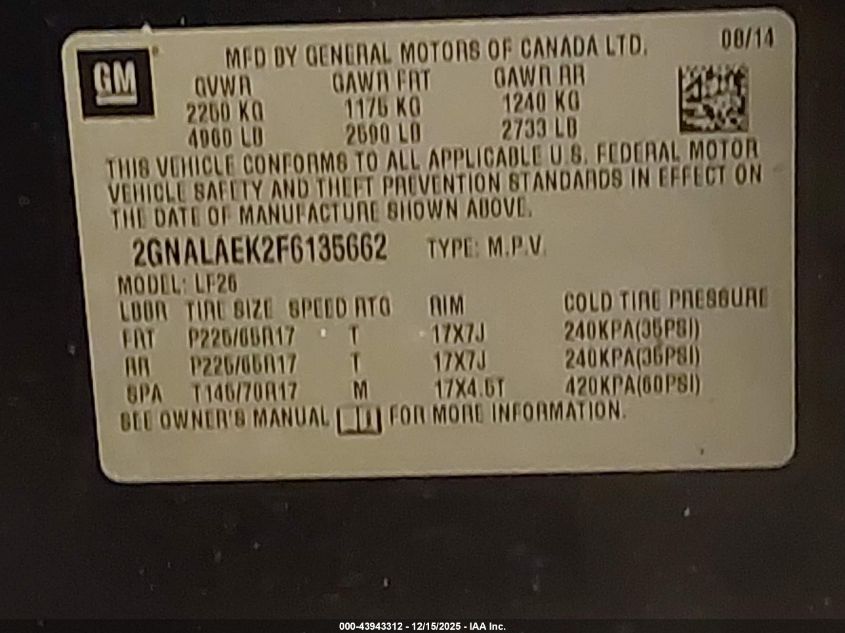 GM
MFD BY GENERAL MOTORS OF CANADA LTD. 08/14
GVWR GAWR FRT GAWR RR
2250 KG 1175 KG 1240 KG
4960 LB 2590 LB 2733 LB
THIS VEHICLE CONFORMS TO ALL APPLICABLE U.S. FEDERAL MOTOR
VEHICLE SAFETY AND THEFT PREVENTION STANDARDS IN EFFECT ON
THE DATE OF MANUFACTURE SHOWN ABOVE.
2GNALAEK2F6135662 TYPE: M.P.V.
MODEL: LF26
TIRE SIZE SPEED RTG RIM COLD TIRE PRESSURE
FRT P225/65R17 T 17X7J 240KPA(35PSI)
RR P225/65R17 T 17X7J 240KPA(35PSI)
SPA T145/70R17 M 17X4.5T 420KPA(60PSI)
SEE OWNER'S MANUAL FOR MORE INFORMATION.
000-43943312 - 12/15/2025 - IAA Inc.